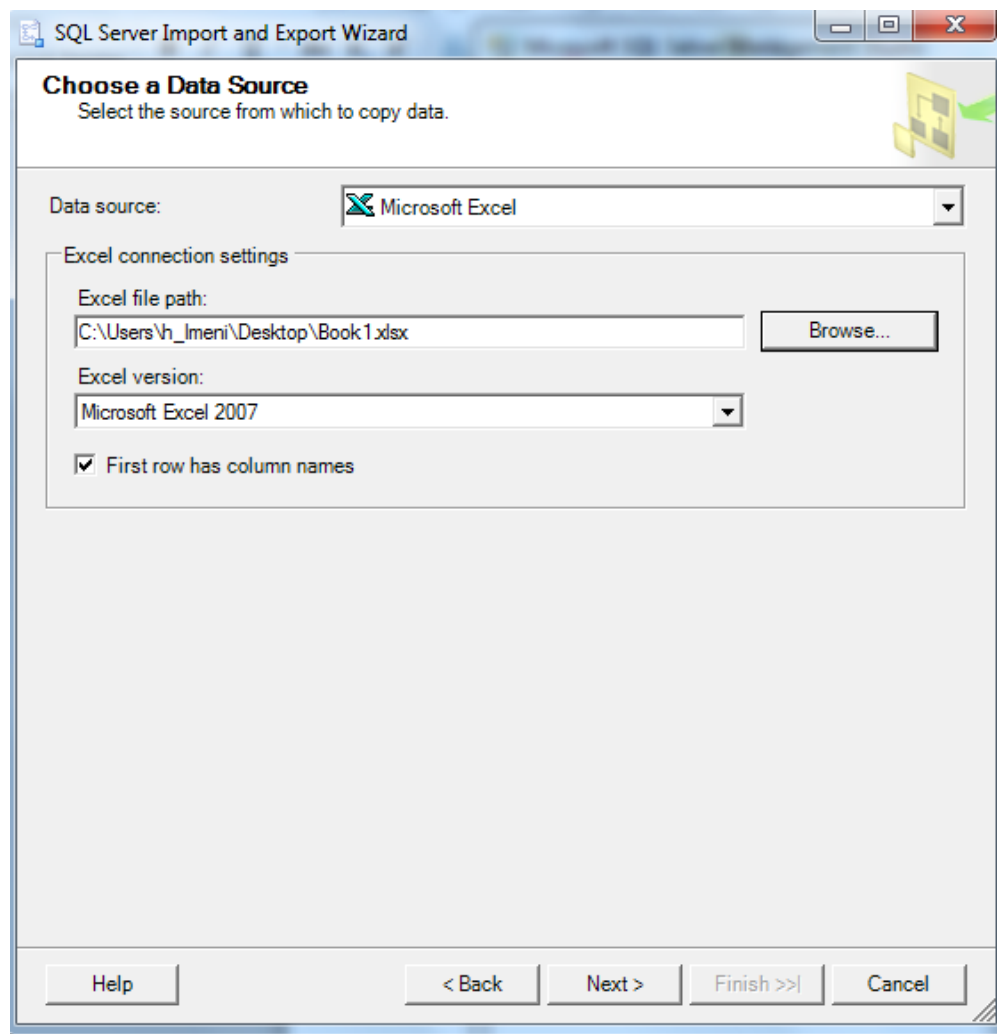 SQL Server Import and Export Wizard
Choose a Data Source
Select the source from which to copy data.
Data source:
Microsoft Excel
Excel connection settings
Excel file path:
C:\Users\h_Imeni\Desktop\Book1.xlsx
Browse...
Excel version:
Microsoft Excel 2007
First row has column names
Help
< Back
Next >
Finish >>|
Cancel